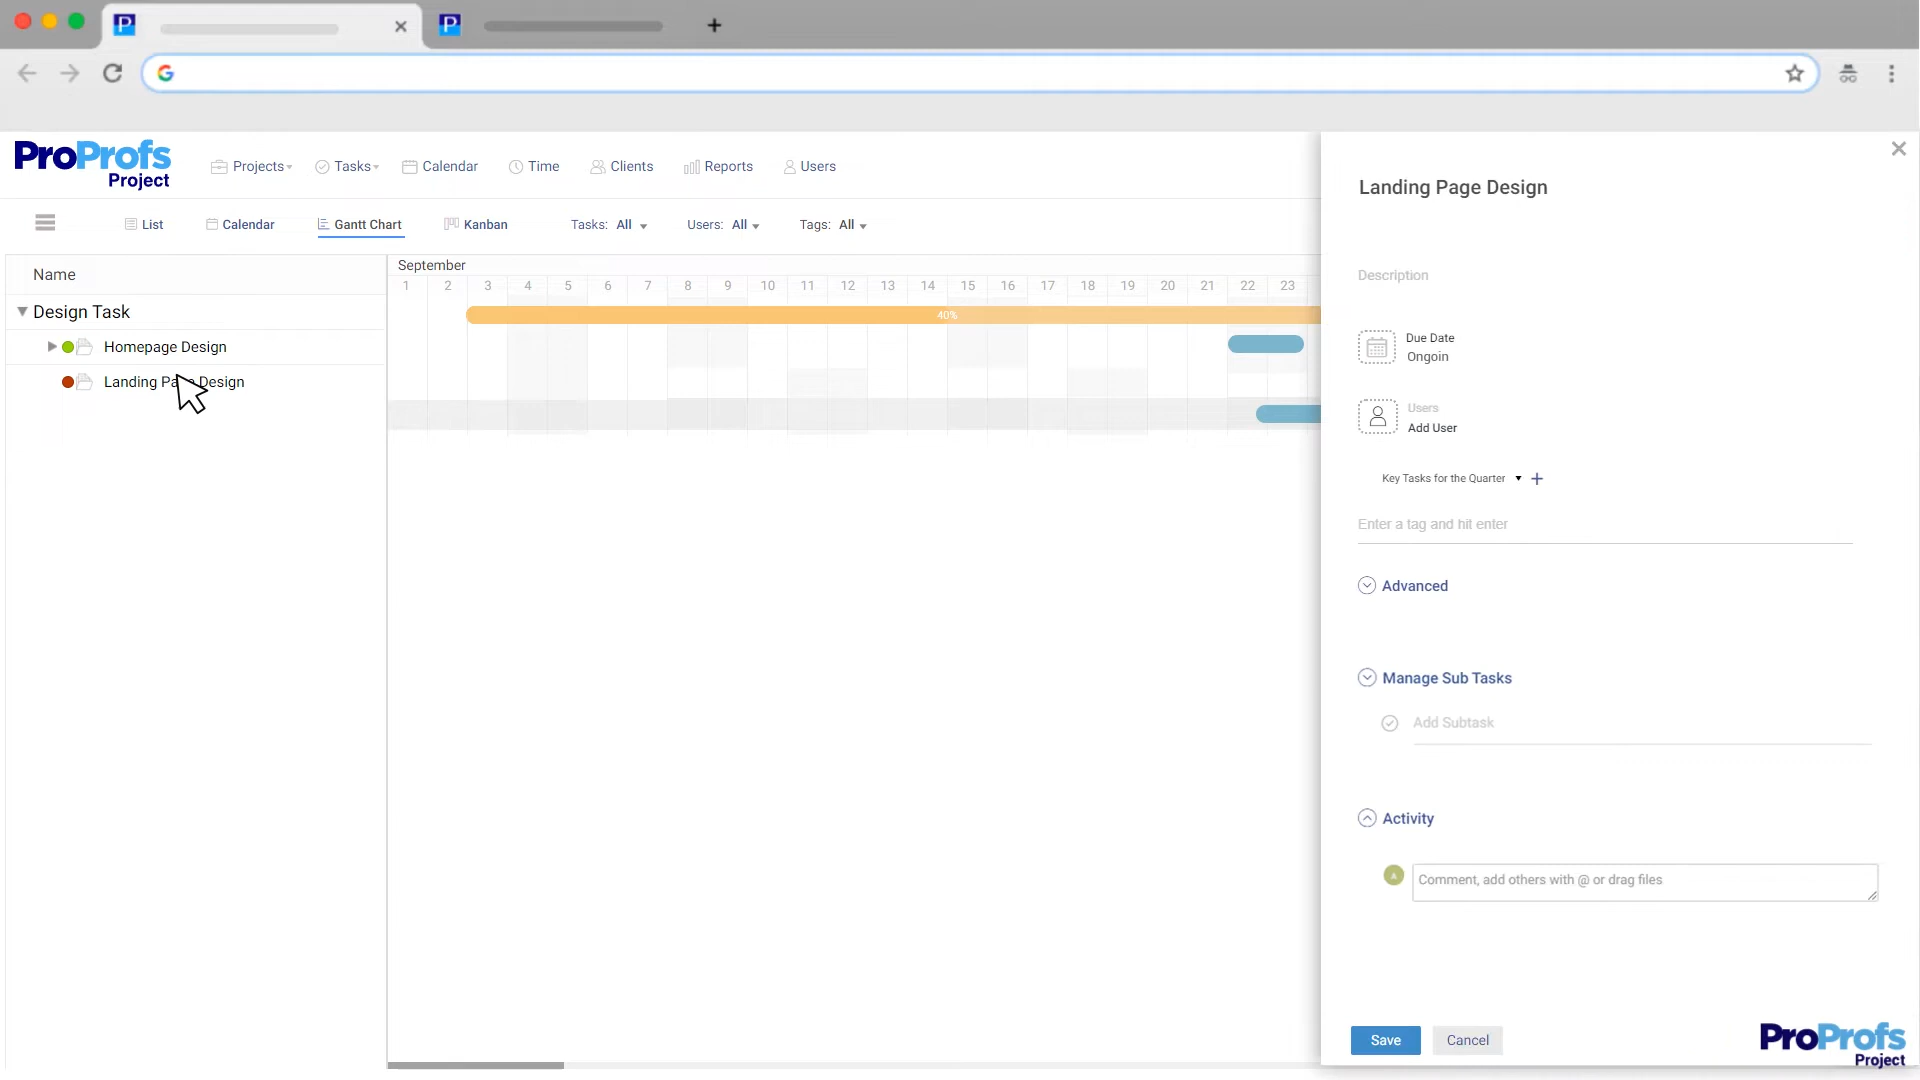 P
P
G
ProProfs
Project
Projects
Tasks
Calendar
Time
Clients
Reports
Users
List
Calendar
Gantt Chart
Kanban
Tasks: All
Users: All
Tags: All
Name
September
1 2 3 4 5 6 7 8 9 10 11 12 13 14 15 16 17 18 19 20 21 22 23
Design Task
40%
Homepage Design
Landing Page Design
Landing Page Design
Description
Due Date
Ongoin
Users
Add User
Key Tasks for the Quarter
Enter a tag and hit enter
Advanced
Manage Sub Tasks
Add Subtask
Activity
A
Comment, add others with @ or drag files
Save
Cancel
ProProfs
Project